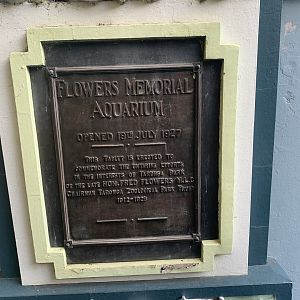 FLOWERS MEMORIAL
AQUARIUM
OPENED 19TH JULY 1927
THIS TABLET IS ERECTED TO
COMMEMORATE THE UNTIRING EFFORTS
IN THE INTERESTS OF TARONGA PARK
OF THE LATE HON. FRED FLOWERS M.L.C.
CHAIRMAN TARONGA ZOOLOGICAL PARK TRUST
1912-1928